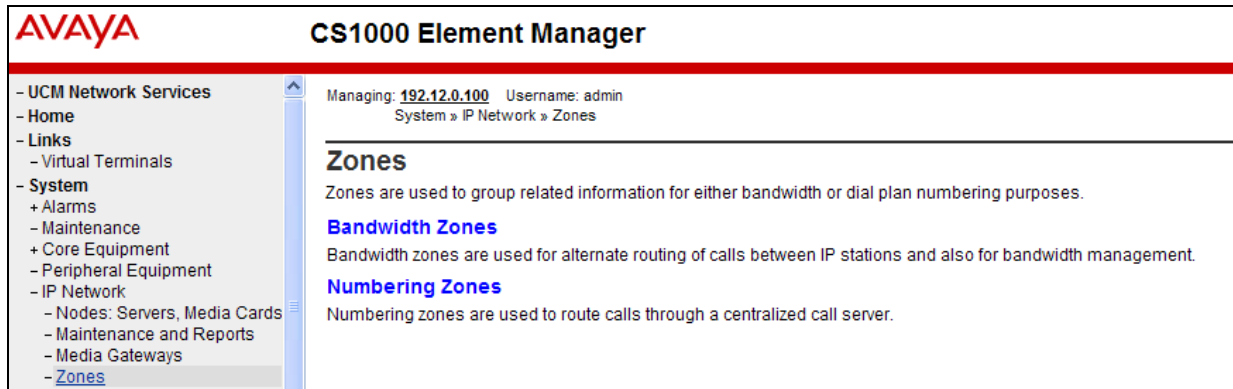 AVAYA
CS1000 Element Manager
- UCM Network Services
- Home
- Links
- Virtual Terminals
- System
+ Alarms
- Maintenance
+ Core Equipment
- Peripheral Equipment
- IP Network
- Nodes: Servers, Media Cards
- Maintenance and Reports
- Media Gateways
- Zones
Managing: 192.12.0.100 Username: admin
System » IP Network » Zones
Zones
Zones are used to group related information for either bandwidth or dial plan numbering purposes.
Bandwidth Zones
Bandwidth zones are used for alternate routing of calls between IP stations and also for bandwidth management.
Numbering Zones
Numbering zones are used to route calls through a centralized call server.